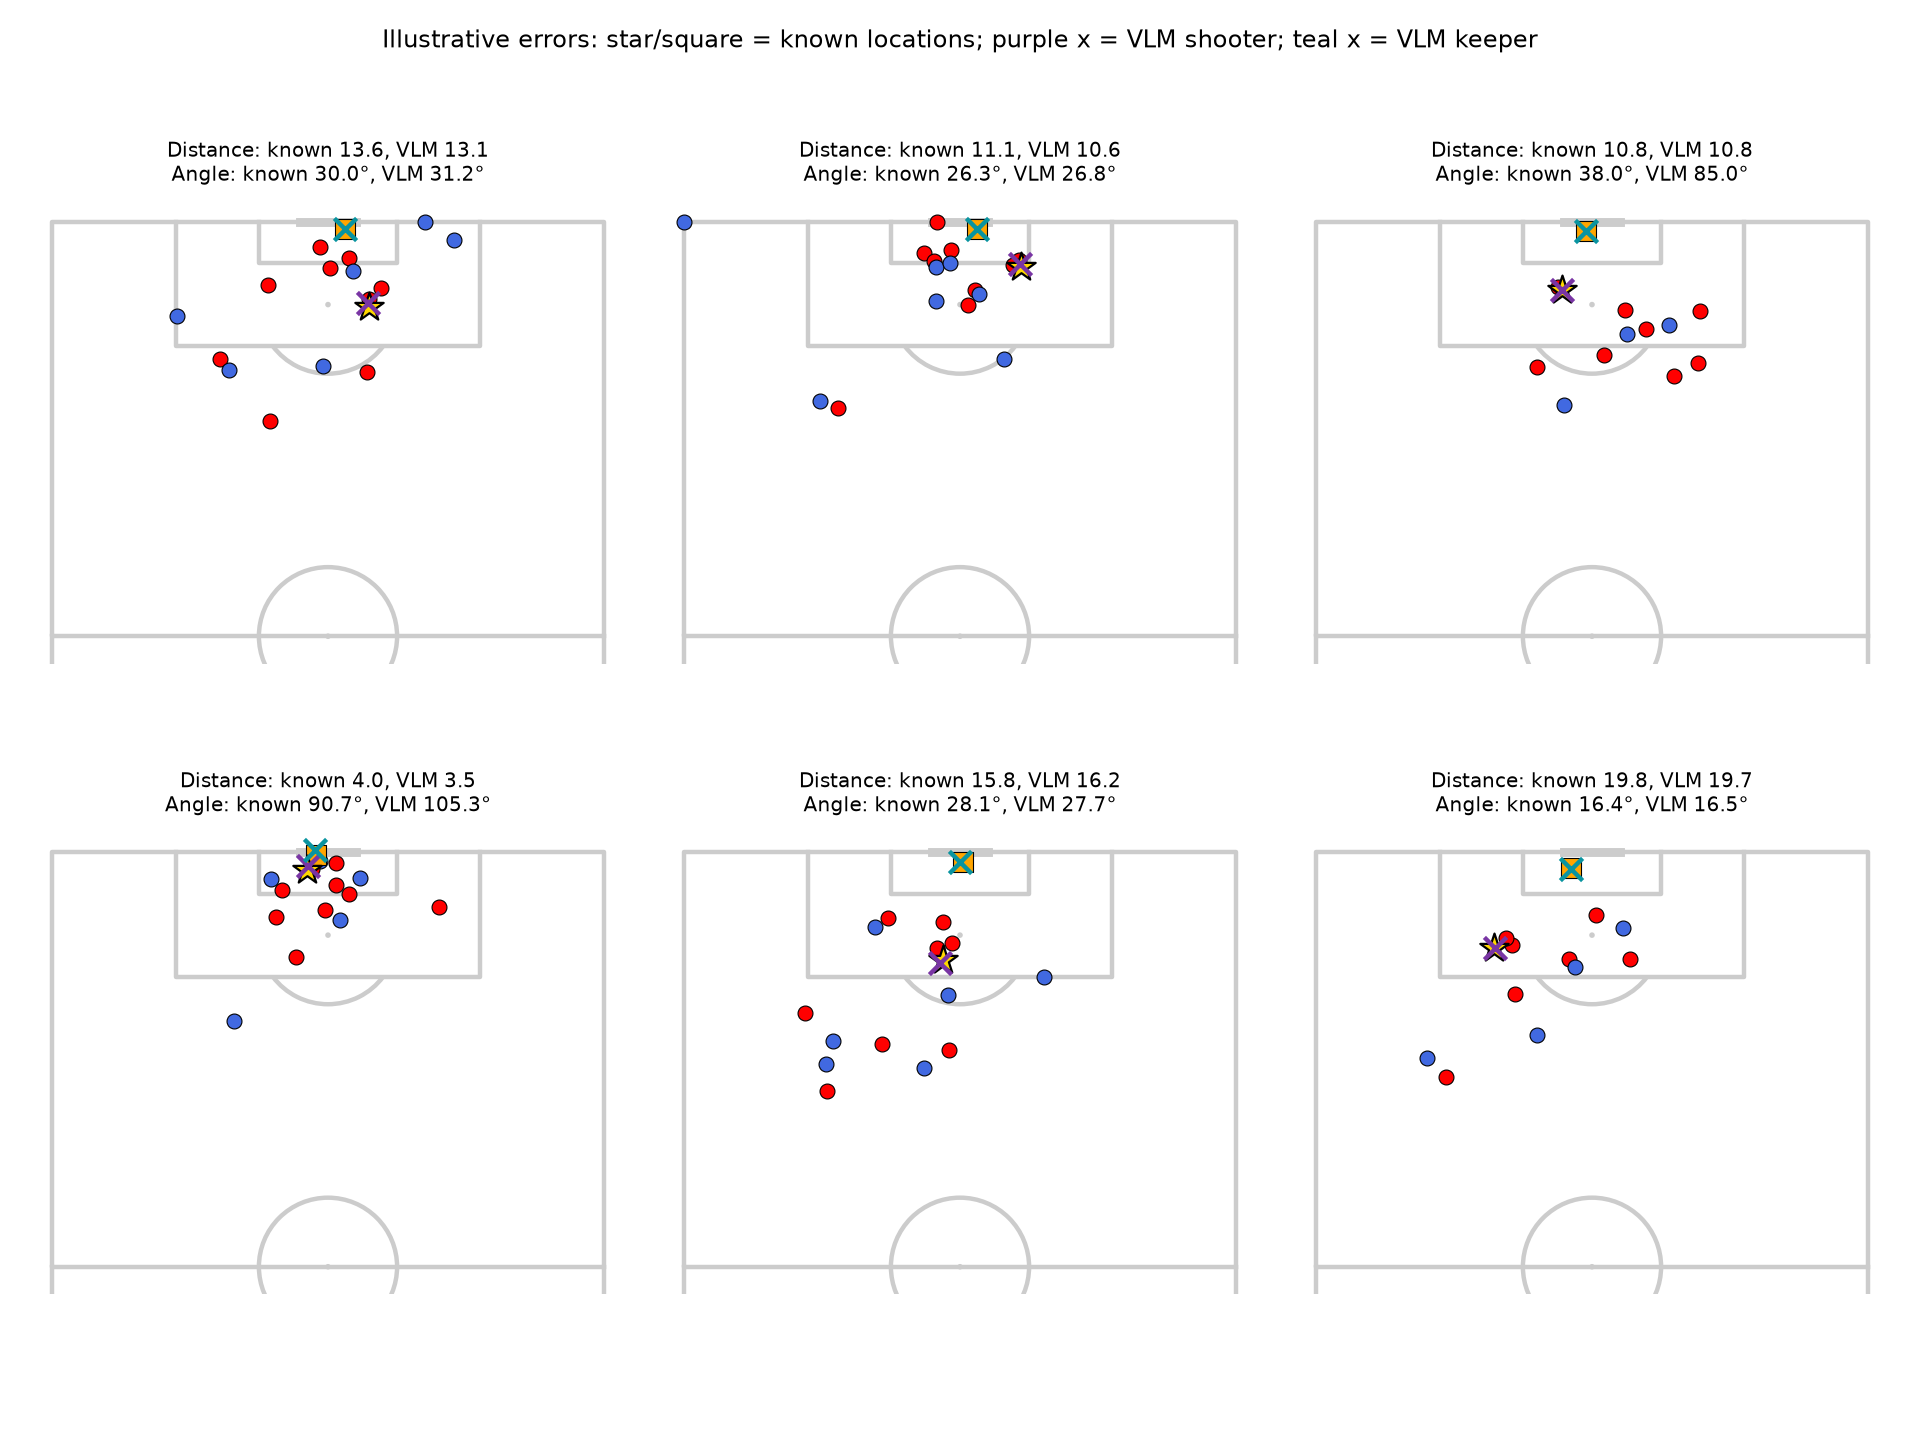 Illustrative errors: star/square = known locations; purple x = VLM shooter; teal x = VLM keeper
Distance: known 13.6, VLM 13.1
Angle: known 30.0°, VLM 31.2°
Distance: known 11.1, VLM 10.6
Angle: known 26.3°, VLM 26.8°
Distance: known 10.8, VLM 10.8
Angle: known 38.0°, VLM 85.0°
Distance: known 4.0, VLM 3.5
Angle: known 90.7°, VLM 105.3°
Distance: known 15.8, VLM 16.2
Angle: known 28.1°, VLM 27.7°
Distance: known 19.8, VLM 19.7
Angle: known 16.4°, VLM 16.5°